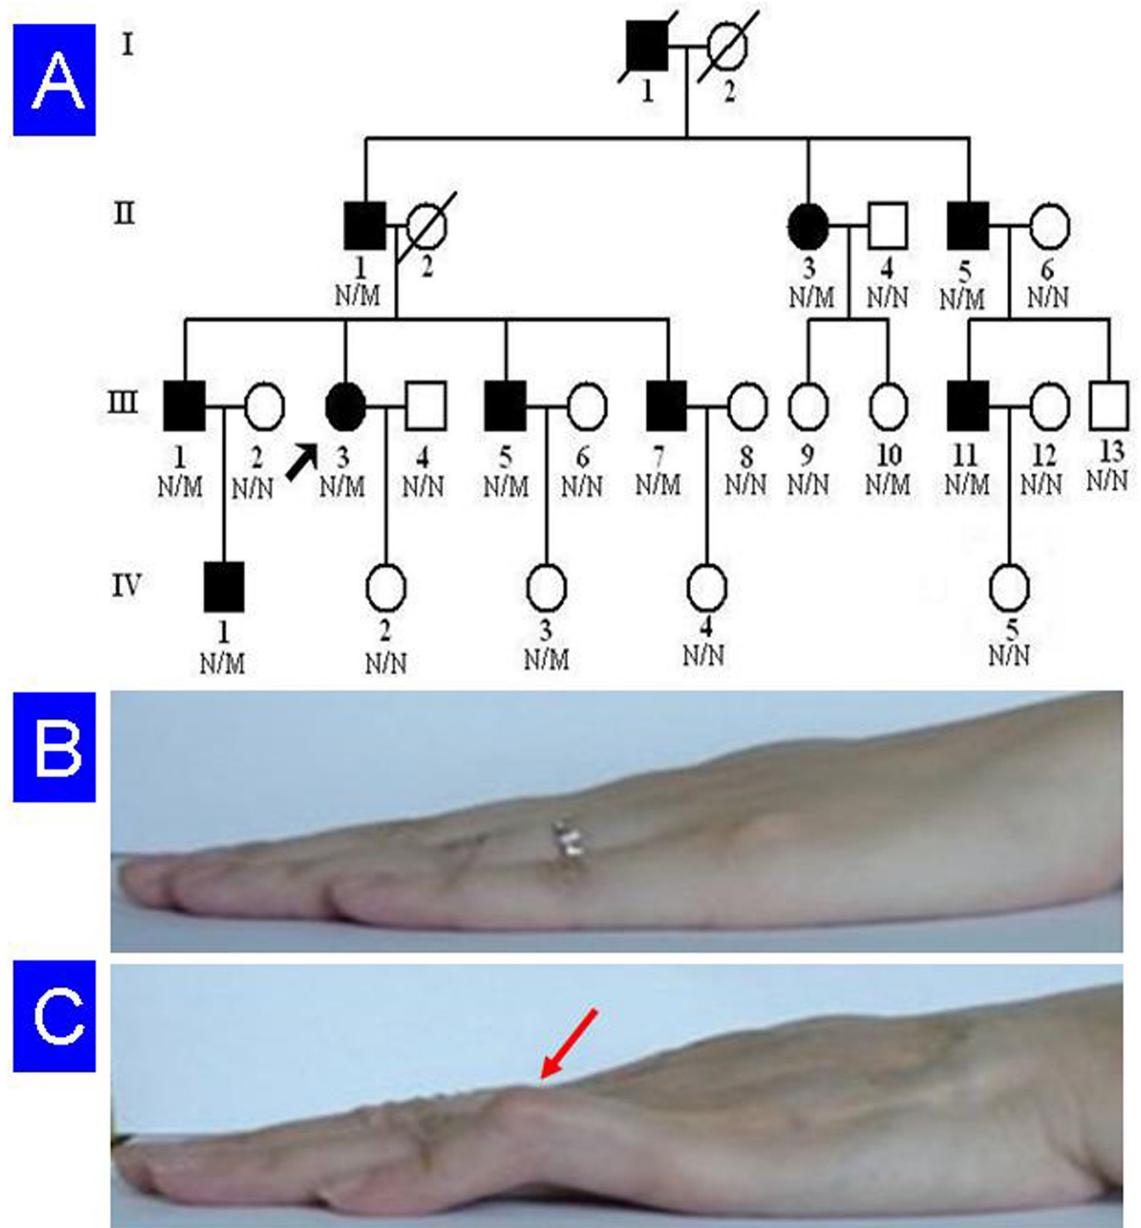 A
I
1 2
II
1 2 3 4 5 6
N/M N/M N/N N/M N/N
III
1 2 3 4 5 6 7 8 9 10 11 12 13
N/M N/N N/M N/N N/M N/N N/M N/N N/N N/M N/M N/N N/N
IV
1 2 3 4 5
N/M N/N N/M N/N N/N
B
C